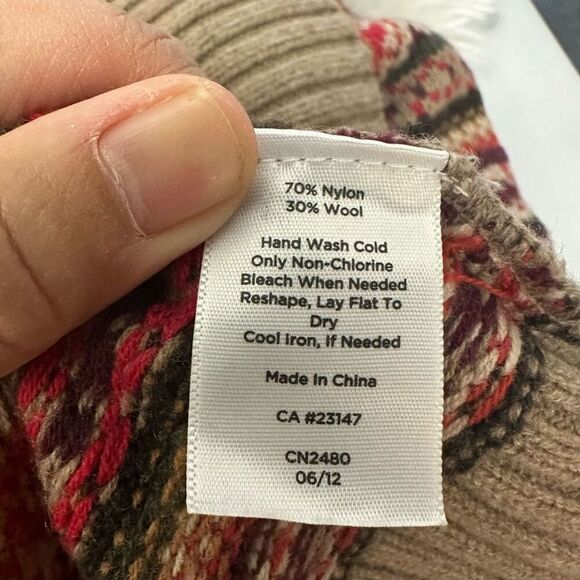 70% Nylon
30% Wool
Hand Wash Cold
Only Non-Chlorine
Bleach When Needed
Reshape, Lay Flat To
Dry
Cool Iron, If Needed
Made In China
CA #23147
CN2480
06/12